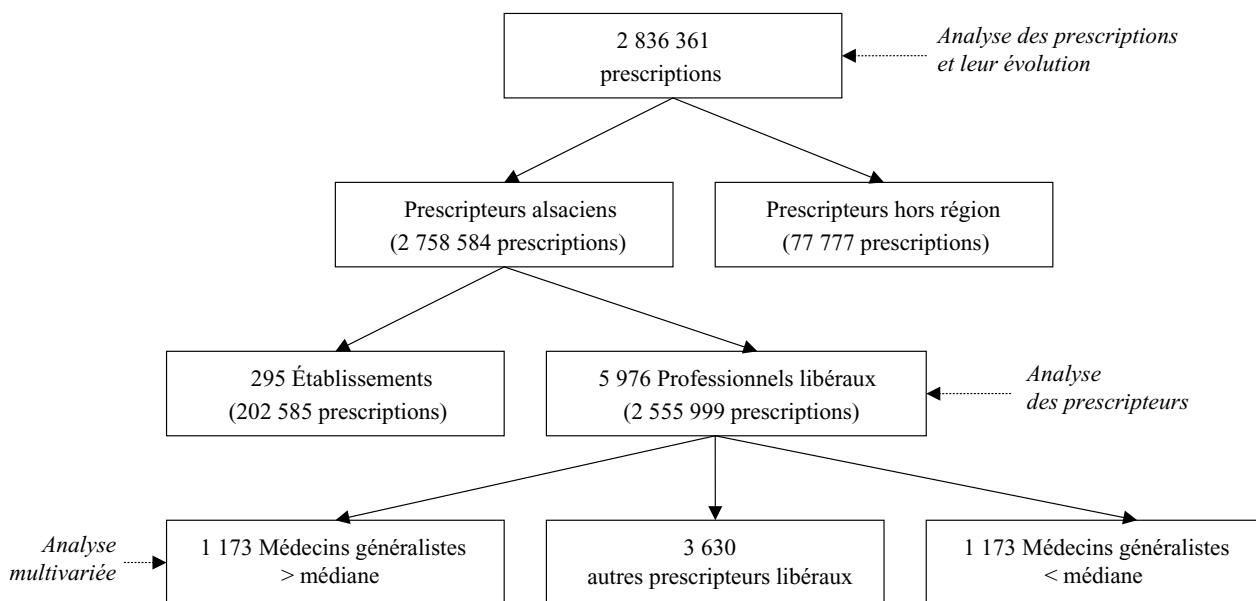 2 836 361
prescriptions
Analyse des prescriptions
et leur évolution
Prescripteurs alsaciens
(2 758 584 prescriptions)
Prescripteurs hors région
(77 777 prescriptions)
295 Établissements
(202 585 prescriptions)
5 976 Professionnels libéraux
(2 555 999 prescriptions)
Analyse
des prescripteurs
Analyse
multivariée
1 173 Médecins généralistes
> médiane
3 630
autres prescripteurs libéraux
1 173 Médecins généralistes
< médiane